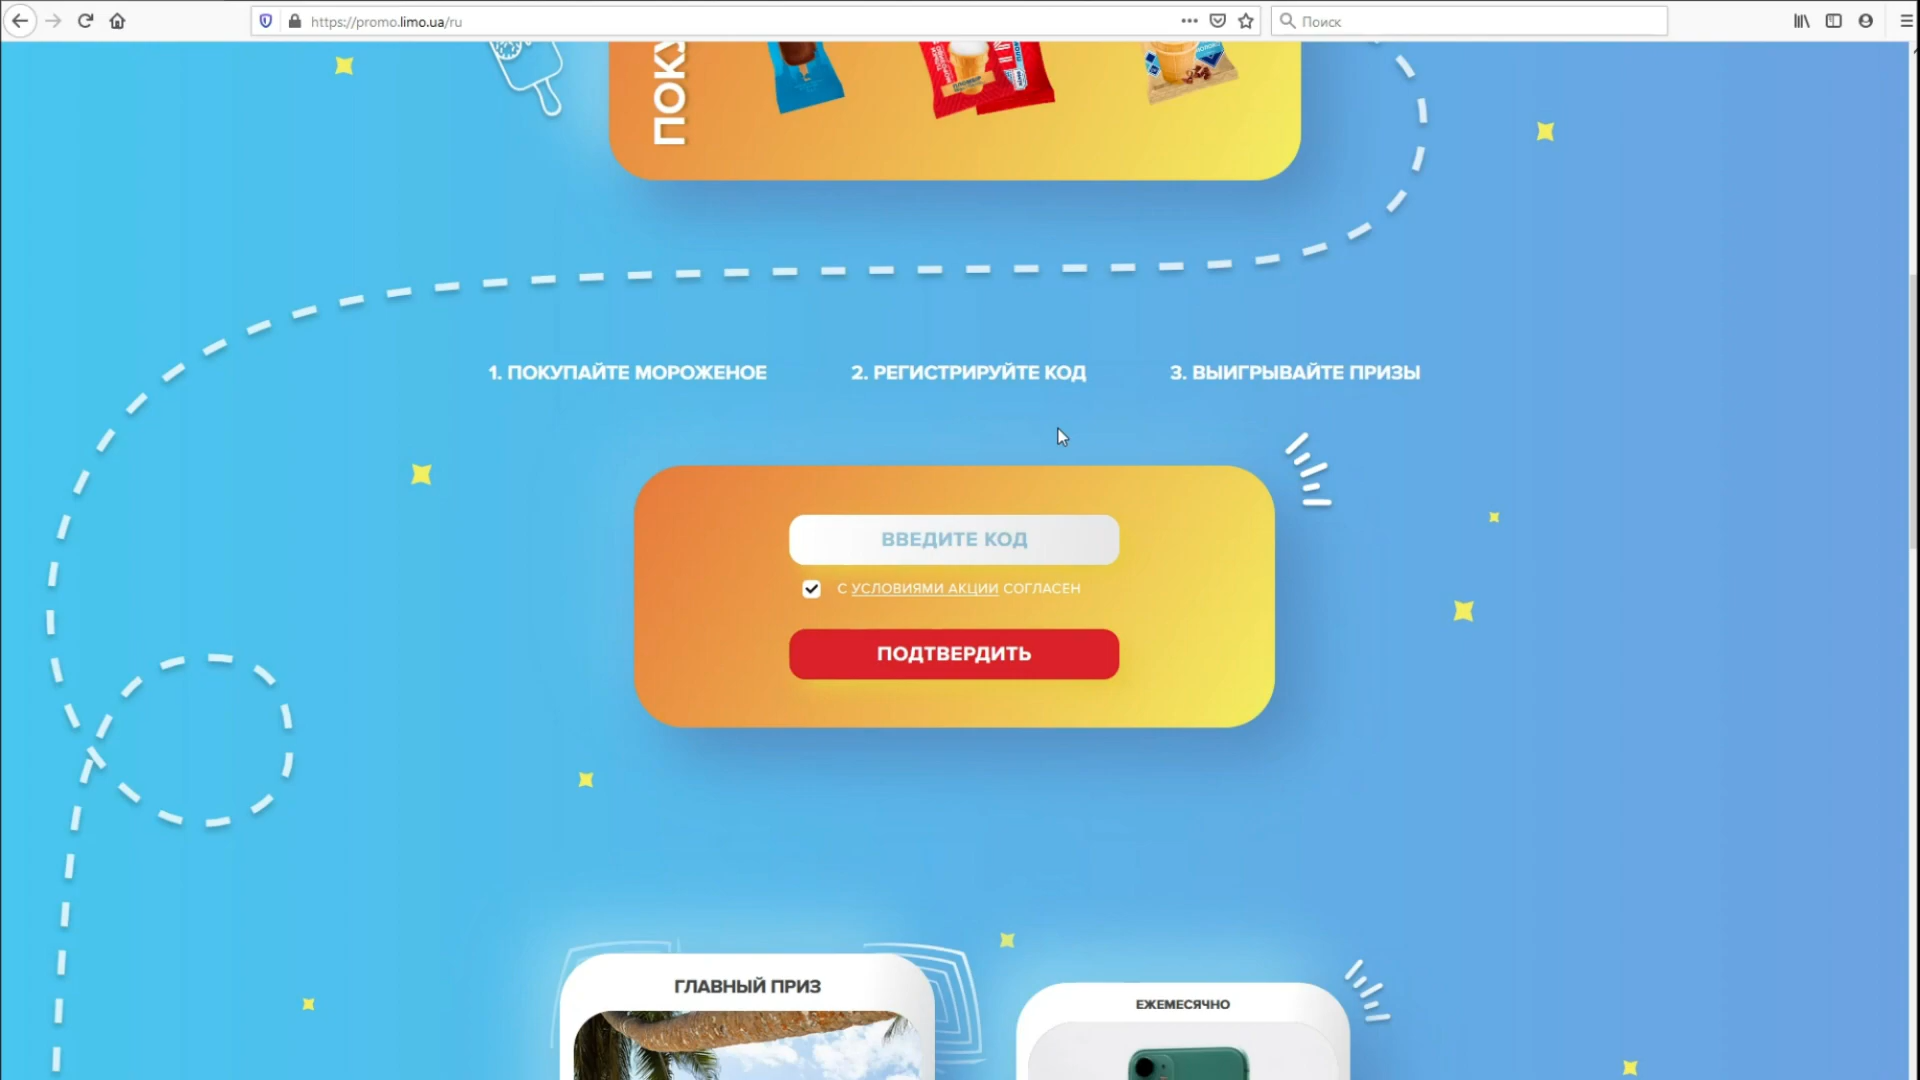 https://promo.limo.ua/ru
Поиск
ПОКУ
1. ПОКУПАЙТЕ МОРОЖЕНОЕ
2. РЕГИСТРИРУЙТЕ КОД
3. ВЫИГРЫВАЙТЕ ПРИЗЫ
ВВЕДИТЕ КОД
С УСЛОВИЯМИ АКЦИИ СОГЛАСЕН
ПОДТВЕРДИТЬ
ГЛАВНЫЙ ПРИЗ
ЕЖЕМЕСЯЧНО